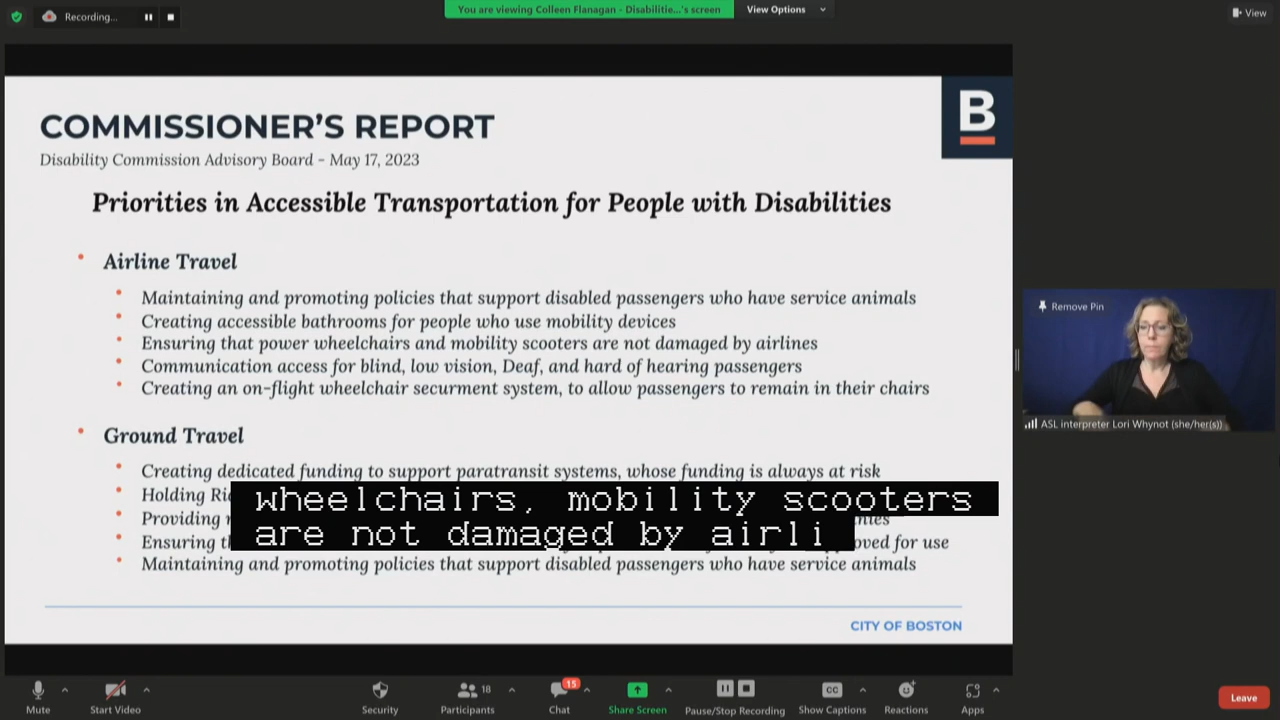 Recording...
You are viewing Colleen Flanagan - Disabilitie...'s screen
View Options
View
COMMISSIONER'S REPORT
B
Disability Commission Advisory Board - May 17, 2023
Priorities in Accessible Transportation for People with Disabilities
• Airline Travel
• Maintaining and promoting policies that support disabled passengers who have service animals
• Creating accessible bathrooms for people who use mobility devices
• Ensuring that power wheelchairs and mobility scooters are not damaged by airlines
• Communication access for blind, low vision, Deaf, and hard of hearing passengers
• Creating an on-flight wheelchair securment system, to allow passengers to remain in their chairs
Remove Pin
ASL interpreter Lori Whynot (she/her(s))
• Ground Travel
• Creating dedicated funding to support paratransit systems, whose funding is always at risk
• Holding
• Providing
• Ensuring
for use
wheelchairs, mobility scooters
are not damaged by airli
• Maintaining and promoting policies that support disabled passengers who have service animals
CITY OF BOSTON
Mute
Start Video
Security
Participants
18
Chat
15
Share Screen
Pause/Stop Recording
CC
Show Captions
Reactions
Apps
Leave